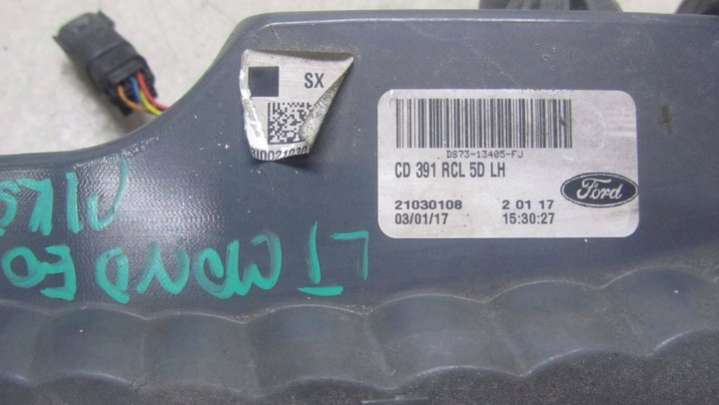 SX
DS73-13405-FJ
CD 391 RCL 5D LH
Ford
21030108 2 01 17
03/01/17 15:30:27
LT MONDEO